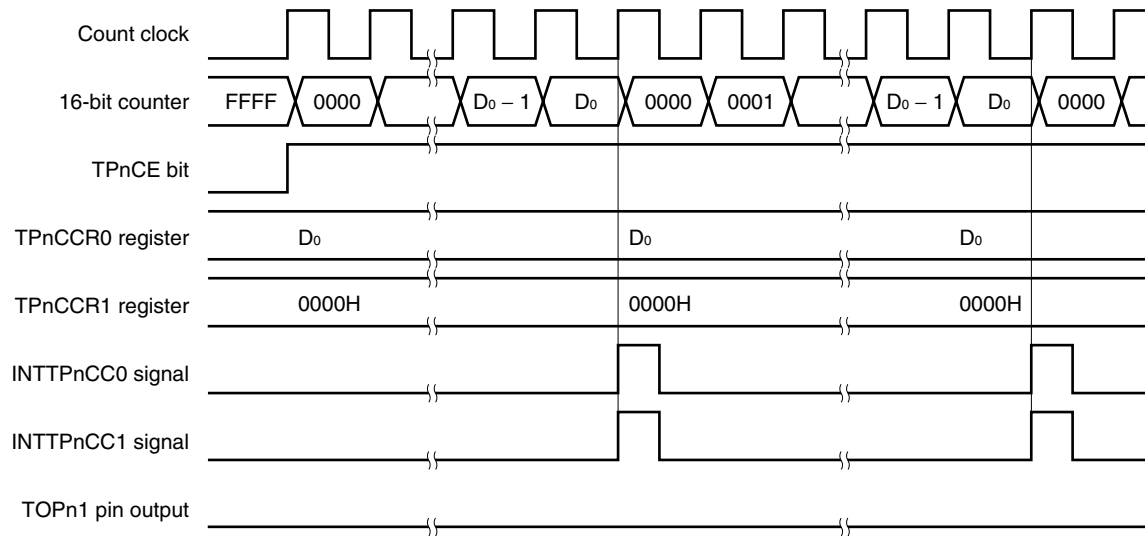 Count clock
16-bit counter FFFF 0000 D0 − 1 D0 0000 0001 D0 − 1 D0 0000
TPnCE bit
TPnCCR0 register D0 D0 D0
TPnCCR1 register 0000H 0000H 0000H
INTTPnCC0 signal
INTTPnCC1 signal
TOPn1 pin output